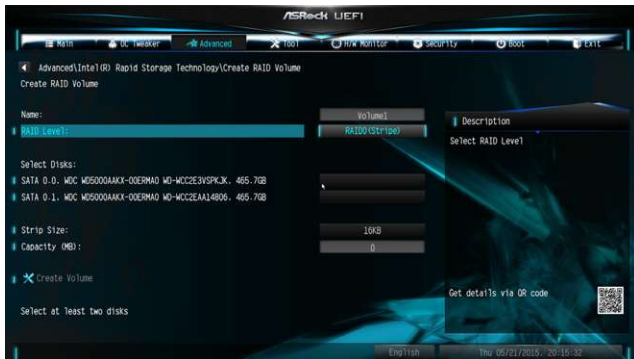 ASRock UEFI
Main OC Tweaker Advanced Tool H/W Monitor Security Boot Exit
Advanced\Intel(R) Rapid Storage Technology\Create RAID Volume
Create RAID Volume
Name: Volume1
RAID Level: RAID0(Stripe)
Select Disks:
SATA 0.0. WDC WD5000AAKX-00ERMA0 WD-WCC2E3VSPKJK. 465.7GB
SATA 0.1. WDC WD5000AAKX-00ERMA0 WD-WCC2EAA14806. 465.7GB
Strip Size: 16KB
Capacity (MB): 0
Create Volume
Select at least two disks
Description
Select RAID Level
Get details via QR code
English Thu 05/21/2015. 20:15:32